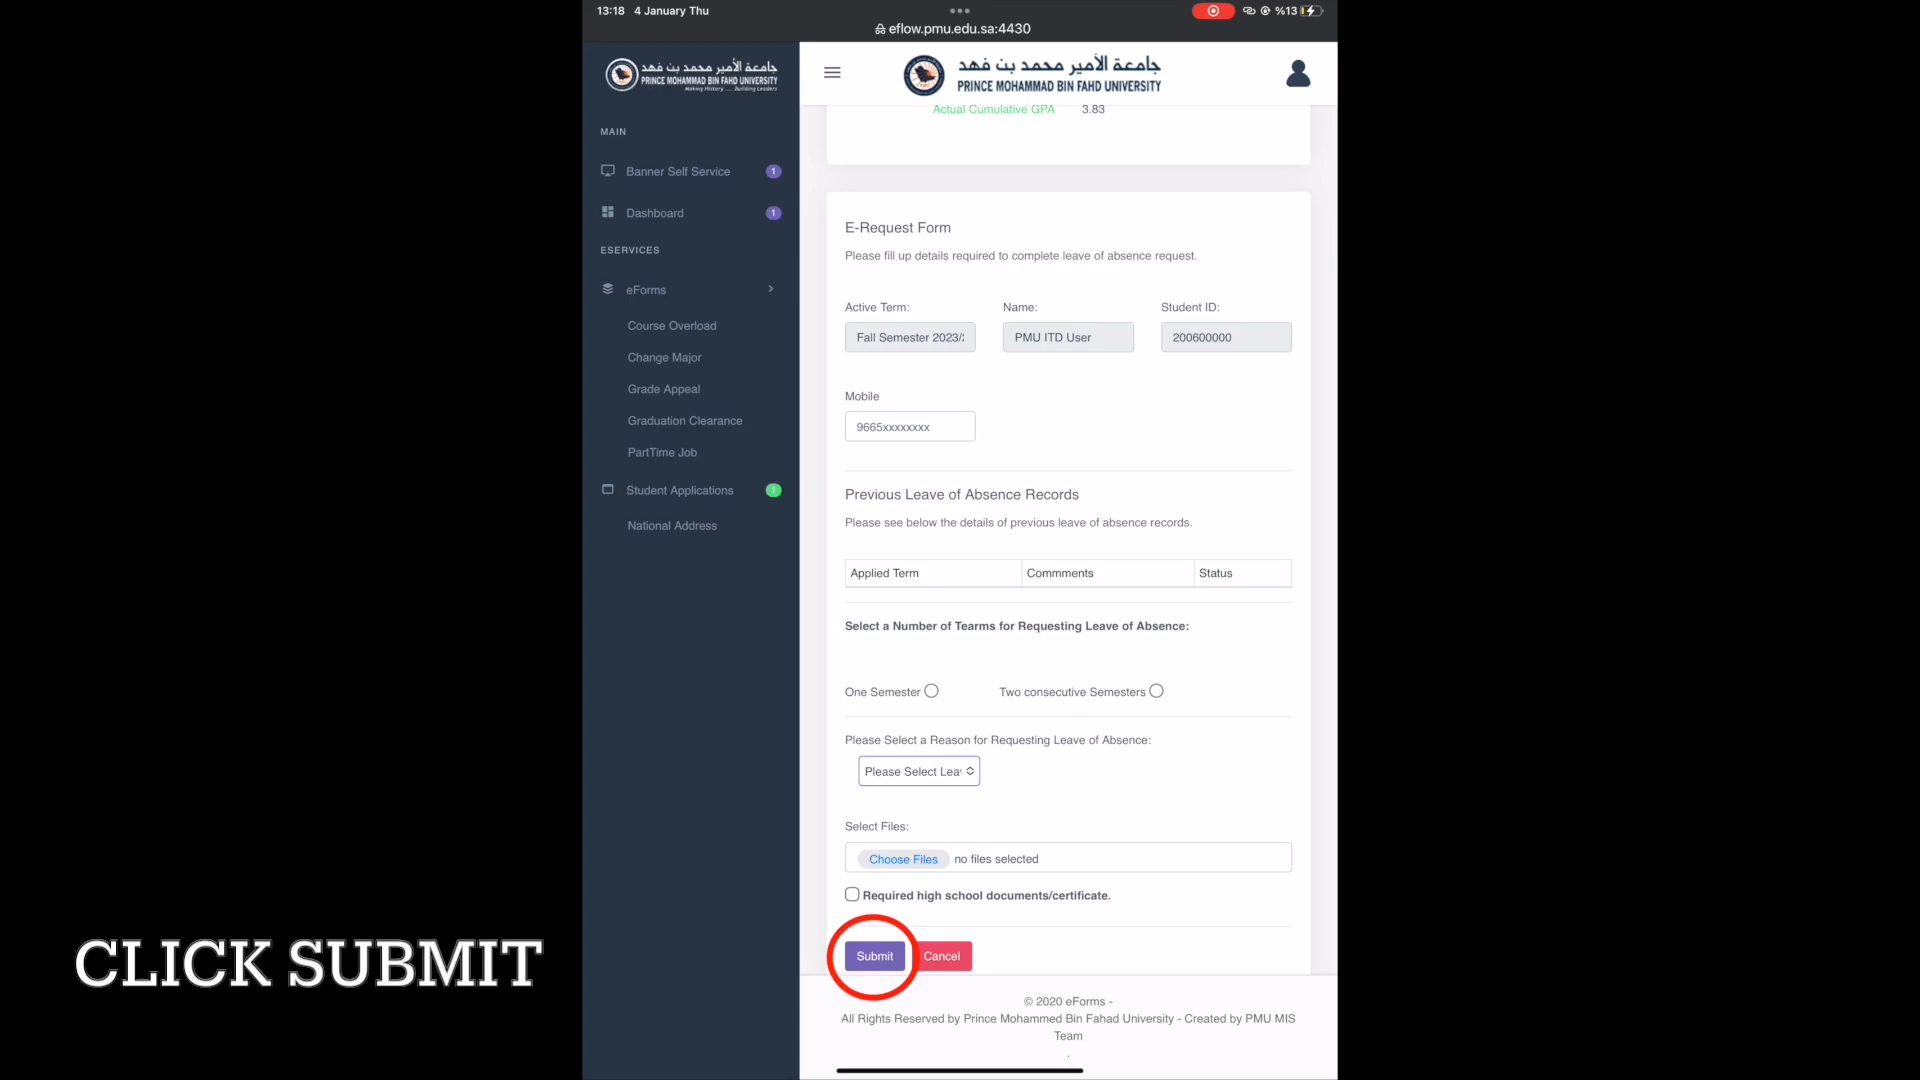 13:18 4 January Thu
%13
eflow.pmu.edu.sa:4430
جامعة الأمير محمد بن فهد
PRINCE MOHAMMAD BIN FAHD UNIVERSITY
Making History .... Building Leaders
جامعة الأمير محمد بن فهد
PRINCE MOHAMMAD BIN FAHD UNIVERSITY
MAIN
Banner Self Service 1
Dashboard 1
ESERVICES
eForms
Course Overload
Change Major
Grade Appeal
Graduation Clearance
PartTime Job
Student Applications 1
National Address
Actual Cumulative GPA 3.83
E-Request Form
Please fill up details required to complete leave of absence request.
Active Term: Name: Student ID:
Fall Semester 2023/2 PMU ITD User 200600000
Mobile
9665xxxxxxxx
Previous Leave of Absence Records
Please see below the details of previous leave of absence records.
Applied Term Commments Status
Select a Number of Tearms for Requesting Leave of Absence:
One Semester Two consecutive Semesters
Please Select a Reason for Requesting Leave of Absence:
Please Select Leav
Select Files:
Choose Files no files selected
Required high school documents/certificate.
Submit Cancel
© 2020 eForms -
All Rights Reserved by Prince Mohammed Bin Fahad University - Created by PMU MIS
Team
.
CLICK SUBMIT